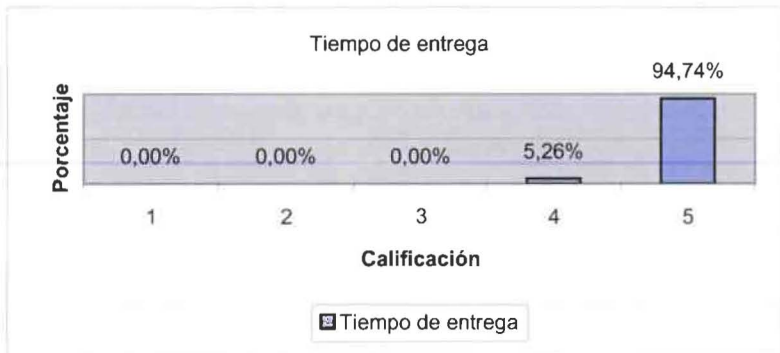 Tiempo de entrega
94,74%
Porcentaje
0,00% 0,00% 0,00% 5,26%
1 2 3 4 5
Calificación
Tiempo de entrega